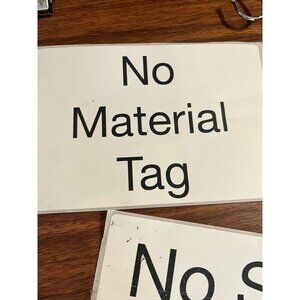 No
Material
Tag
No S